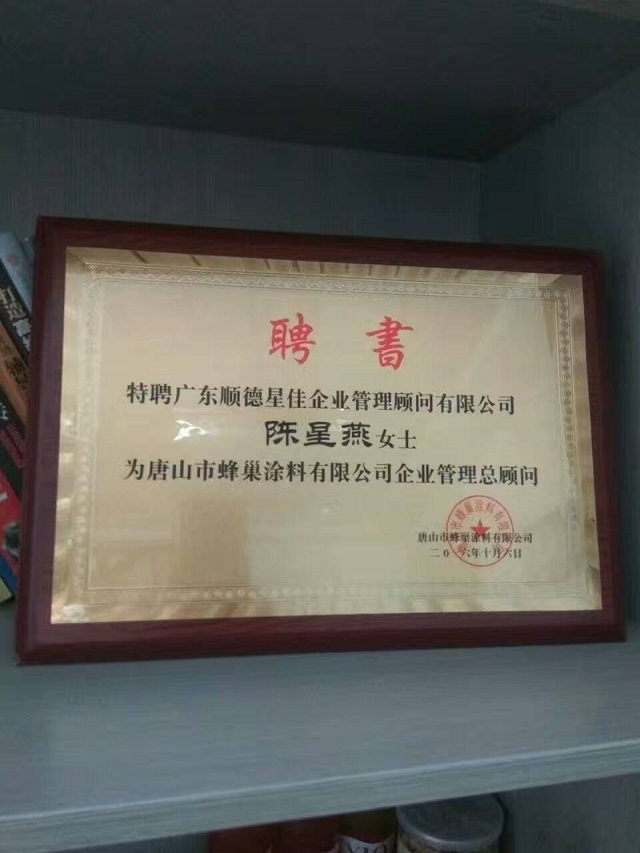 聘書
特聘广东顺德星佳企业管理顾问有限公司
陈星燕女士
为唐山市蜂巢涂料有限公司企业管理总顾问
唐山市蜂巢涂料有限公司
二0一六年十月六日
打造